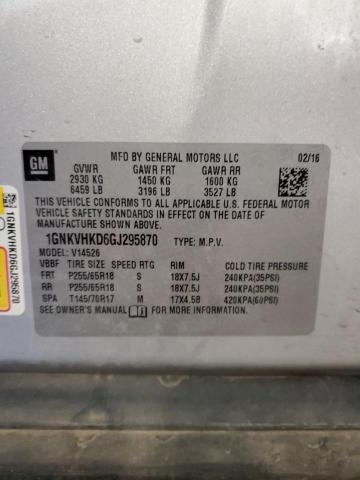 GM
MFD BY GENERAL MOTORS LLC 02/16
GVWR GAWR FRT GAWR RR
2930 KG 1450 KG 1600 KG
6459 LB 3196 LB 3527 LB
THIS VEHICLE CONFORMS TO ALL APPLICABLE U.S. FEDERAL MOTOR
VEHICLE SAFETY AND THEFT PREVENTION STANDARDS IN EFFECT ON THE DATE OF
MANUFACTURE SHOWN ABOVE.
1GNKVHKD6GJ295870 TYPE: M.P.V.
MODEL: V14526
VBBF TIRE SIZE SPEED RTG RIM COLD TIRE PRESSURE
FRT P255/65R18 S 18X7.5J 240KPA(35PSI)
RR P255/65R18 S 18X7.5J 240KPA(35PSI)
SPA T145/70R17 M 17X4.5B 420KPA(60PSI)
SEE OWNER'S MANUAL FOR MORE INFORMATION.
1GNKVHKD6GJ295870